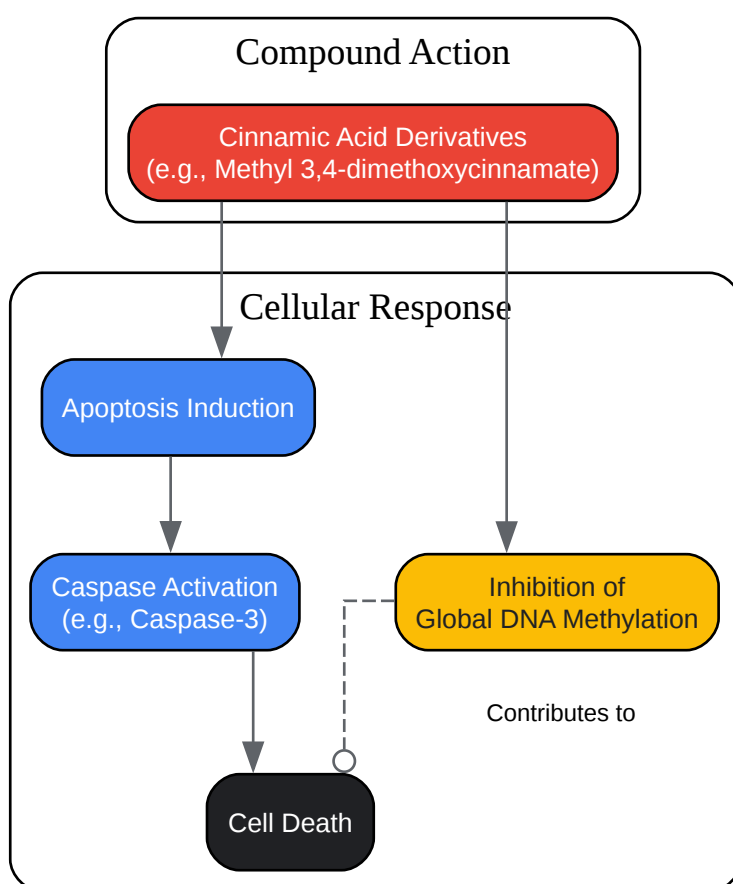 Compound Action
Cinnamic Acid Derivatives
(e.g., Methyl 3,4-dimethoxycinnamate)
Cellular Response
Apoptosis Induction
Caspase Activation
(e.g., Caspase-3)
Inhibition of
Global DNA Methylation
Contributes to
Cell Death